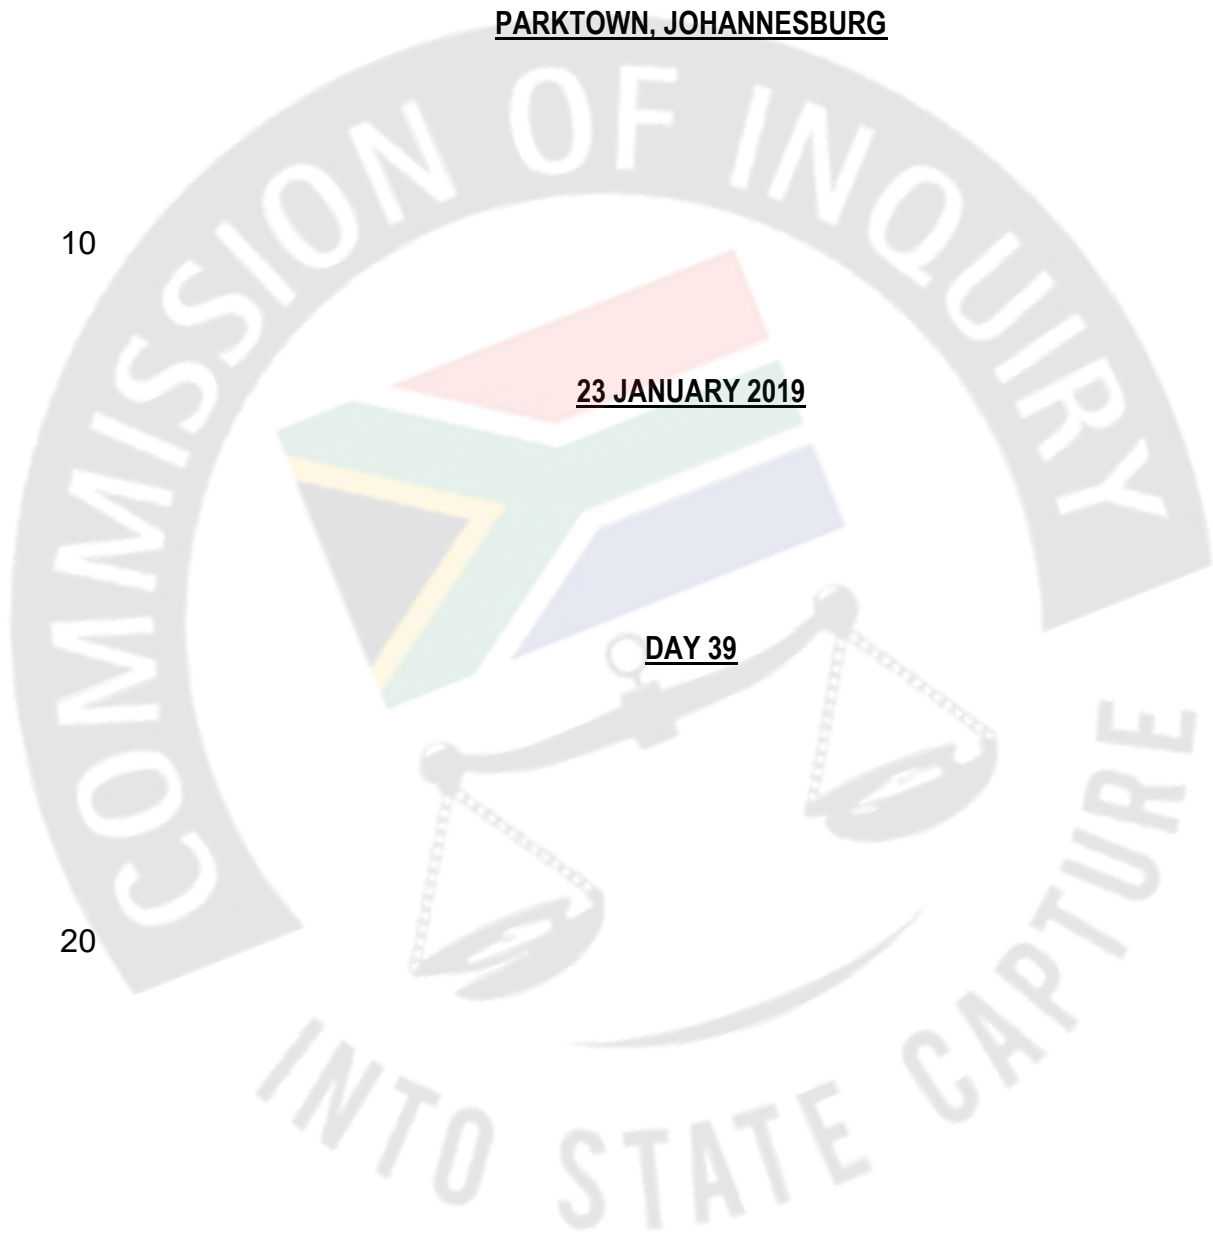 PARKTOWN, JOHANNESBURG
10
23 JANUARY 2019
DAY 39
20
COMMISSION OF INQUIRY
INTO STATE CAPTURE